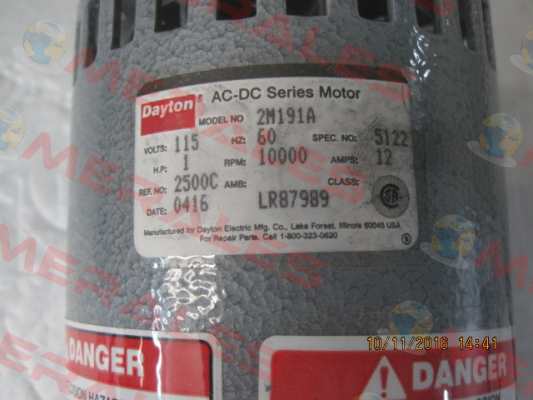 Dayton AC-DC Series Motor
MODEL NO 2M191A
VOLTS: 115 HZ: 60 SPEC. NO: 5122
H.P: 1 RPM: 10000 AMPS: 12
REF. NO: 2500C AMB: CLASS:
DATE: 0416 LR87989
Manufactured for Dayton Electric Mfg. Co., Lake Forest, Illinois 60045 USA
For Repair Parts, Call 1-800-323-0620
10/11/2016 14:41
DANGER
DANGER
MERALES